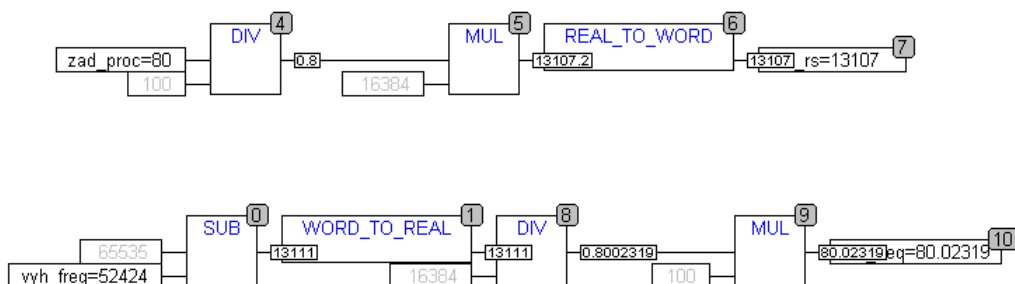 DIV 4 MUL 5 REAL_TO_WORD 6
zad_proc=80 0.8 13107.2 13107 _rs=13107 7
100 16384
SUB 0 WORD_TO_REAL 1 DIV 8 MUL 9
65535 13111 13111 0.8002319 80.02319 eq=80.02319 10
vyh_freq=52424 16384 100